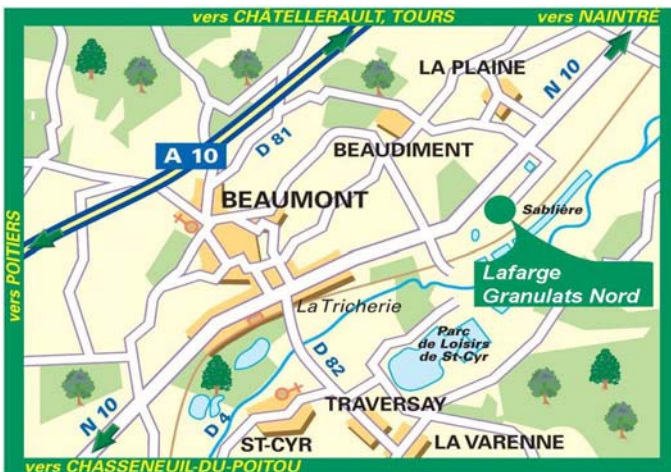 vers CHÂTELLERAULT, TOURS
vers NAINTRÉ
LA PLAINE
N 10
D 81
A 10
BEAUDIMENT
BEAUMONT
Sablière
vers POITIERS
Lafarge
Granulats Nord
La Tricherie
Parc
de Loisirs
de St-Cyr
D 82
N 10
D 4
TRAVERSAY
ST-CYR
LA VARENNE
vers CHASSENEUIL-DU-POITOU